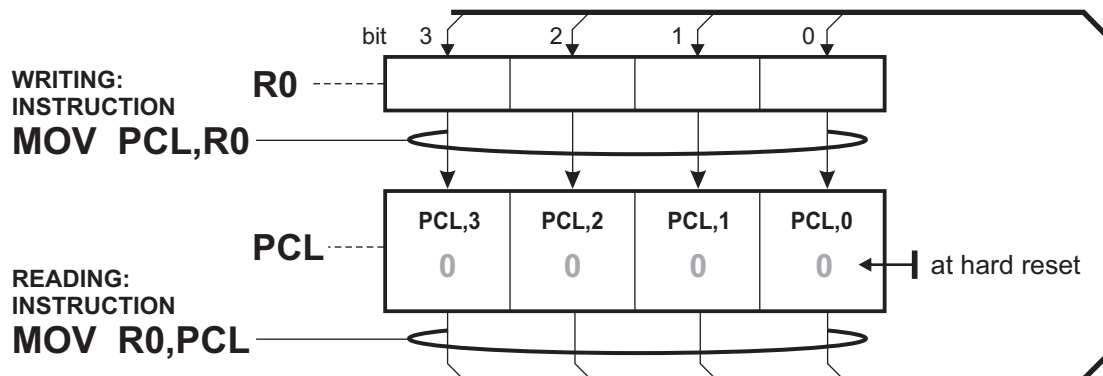 bit 3 2 1 0
WRITING:
INSTRUCTION
MOV PCL,R0
R0
PCL,3 PCL,2 PCL,1 PCL,0
PCL
0 0 0 0
at hard reset
READING:
INSTRUCTION
MOV R0,PCL